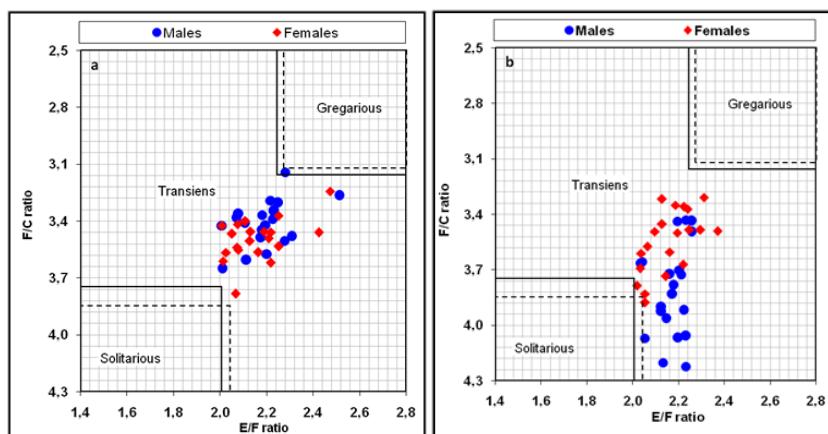 Males Females
a
Gregarious
Transiens
Solitarious
F/C ratio
2,5
2,8
3,1
3,4
3,7
4,0
4,3
1,4 1,6 1,8 2,0 2,2 2,4 2,6 2,8
E/F ratio
Males Females
b
Gregarious
Transiens
Solitarious
F/C ratio
2,5
2,8
3,1
3,4
3,7
4,0
4,3
1,4 1,6 1,8 2,0 2,2 2,4 2,6 2,8
E/F ratio